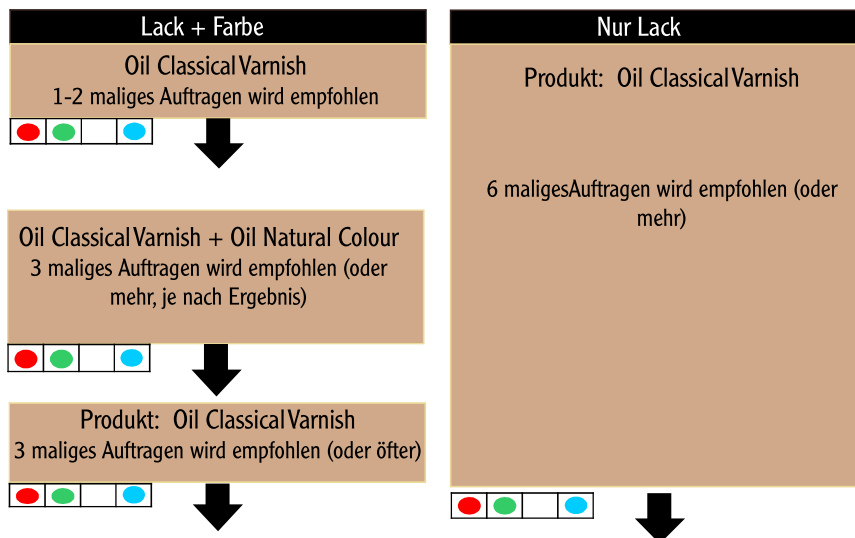 Lack + Farbe
Oil Classical Varnish
1-2 maliges Auftragen wird empfohlen
Oil Classical Varnish + Oil Natural Colour
3 maliges Auftragen wird empfohlen (oder
mehr, je nach Ergebnis)
Produkt: Oil Classical Varnish
3 maliges Auftragen wird empfohlen (oder öfter)
Nur Lack
Produkt: Oil Classical Varnish
6 maligesAuftragen wird empfohlen (oder
mehr)